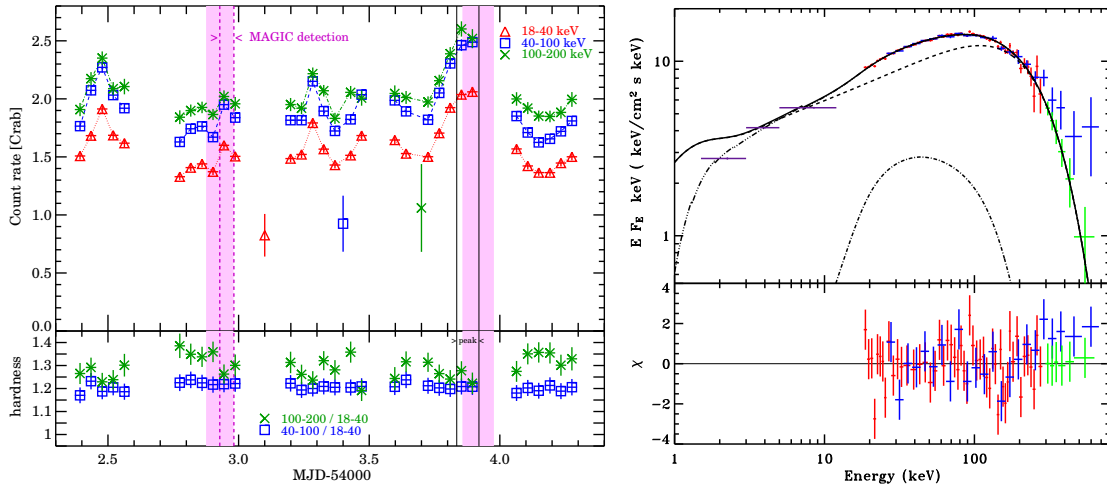 > < MAGIC detection
18-40 keV
40-100 keV
100-200 keV
Count rate [Crab]
2.5
2.0
1.5
1.0
0.5
0.0
> peak <
hardness
1.4
1.3
1.2
1.1
1
100-200 / 18-40
40-100 / 18-40
2.5 3.0 3.5 4.0
MJD-54000
E F_E keV ( keV/cm² s keV)
10
1
χ
4
2
0
-2
-4
1 10 100
Energy (keV)